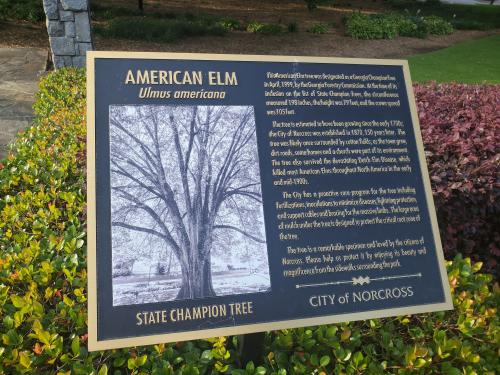 AMERICAN ELM
Ulmus americana
STATE CHAMPION TREE
This American Elm tree was designated as a Georgia Champion Tree
in April, 1999, by the Georgia Forestry Commission. At the time of its
inclusion on the list of State Champion Trees, the circumference
measured 198 inches, the height was 79 feet, and the crown spread
was 105 feet.
The tree is estimated to have been growing since the early 1700s;
the City of Norcross was established in 1870, 150 years later. The
tree was likely once surrounded by cotton fields; as the town grew,
dirt roads, some homes and a church were part of its environment.
The tree also survived the devastating Dutch Elm Disease, which
killed most American Elms throughout North America in the early
and mid-1900s.
The City has a proactive care program for the tree including
fertilizations, inoculations to minimize diseases, lightning protection,
and support cables and bracing for the massive limbs. The large area
of mulch under the tree is designed to protect the critical root zone of
the tree.
The tree is a remarkable specimen and loved by the citizens of
Norcross. Please help us protect it by enjoying its beauty and
magnificence from the sidewalks surrounding the park.
CITY of NORCROSS